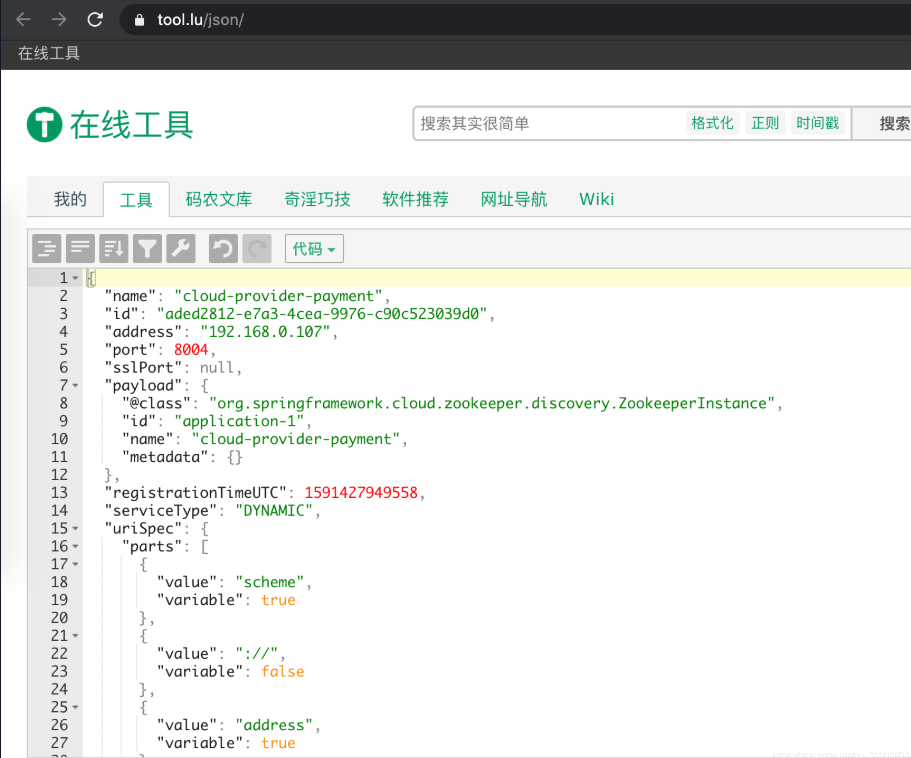 tool.lu/json/
在线工具
在线工具
搜索其实很简单 格式化 正则 时间戳 搜索
我的 工具 码农文库 奇淫巧技 软件推荐 网址导航 Wiki
代码
1 {
2 "name": "cloud-provider-payment",
3 "id": "aded2812-e7a3-4cea-9976-c90c523039d0",
4 "address": "192.168.0.107",
5 "port": 8004,
6 "sslPort": null,
7 "payload": {
8 "@class": "org.springframework.cloud.zookeeper.discovery.ZookeeperInstance",
9 "id": "application-1",
10 "name": "cloud-provider-payment",
11 "metadata": {}
12 },
13 "registrationTimeUTC": 1591427949558,
14 "serviceType": "DYNAMIC",
15 "uriSpec": {
16 "parts": [
17 {
18 "value": "scheme",
19 "variable": true
20 },
21 {
22 "value": "://",
23 "variable": false
24 },
25 {
26 "value": "address",
27 "variable": true